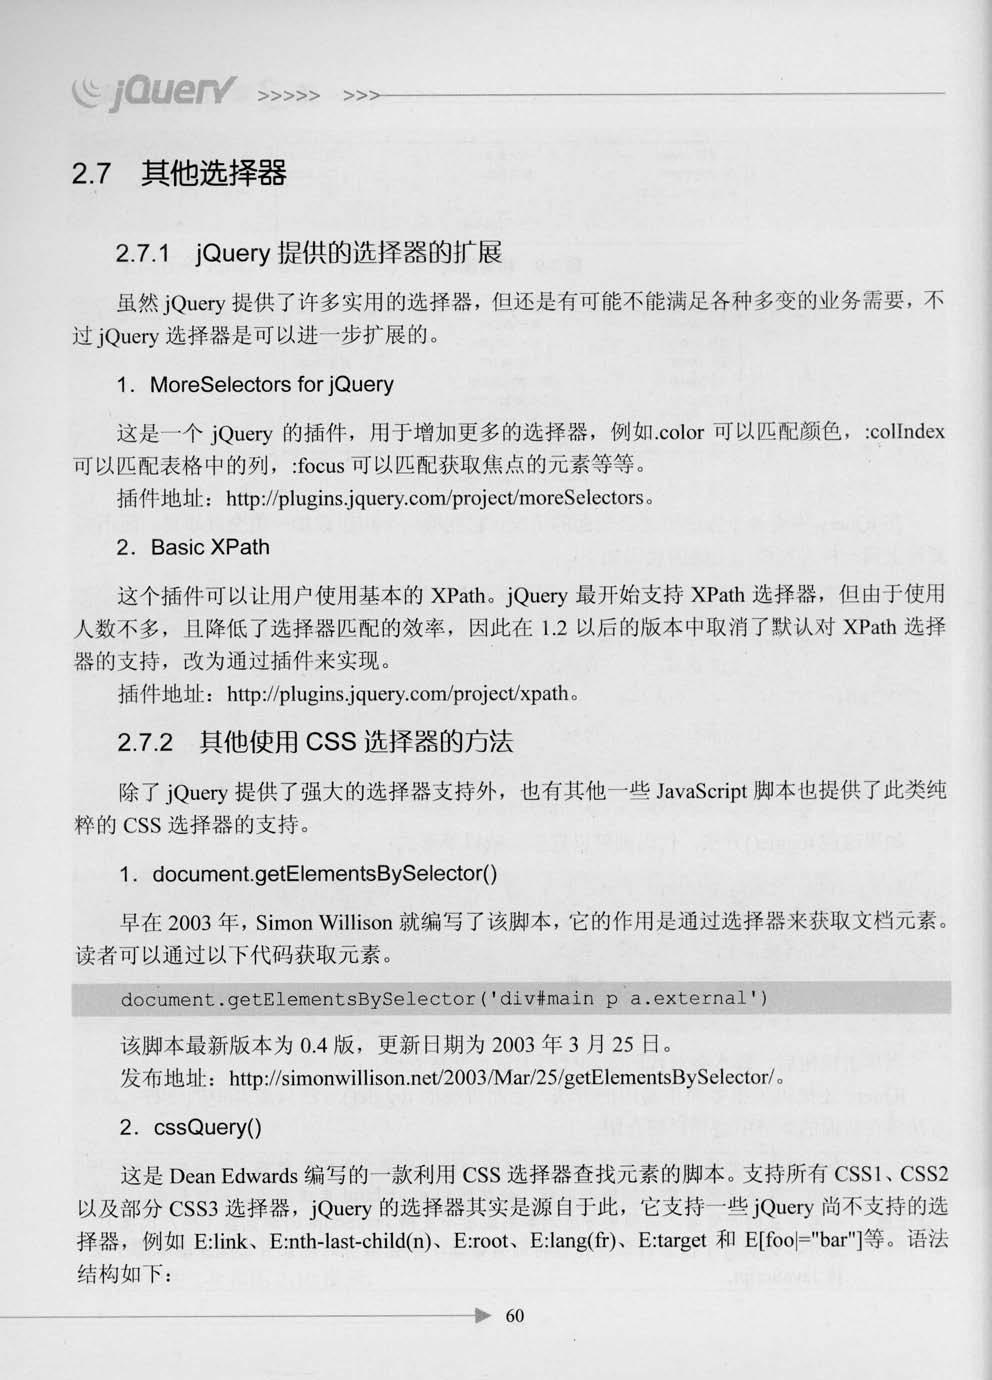 jQuery >>>>> >>>
2.7 其他选择器
2.7.1 jQuery 提供的选择器的扩展
虽然 jQuery 提供了许多实用的选择器，但还是有可能不能满足各种多变的业务需要，不
过 jQuery 选择器是可以进一步扩展的。
1．MoreSelectors for jQuery
这是一个 jQuery 的插件，用于增加更多的选择器，例如.color 可以匹配颜色，:colIndex
可以匹配表格中的列，:focus 可以匹配获取焦点的元素等等。
插件地址：http://plugins.jquery.com/project/moreSelectors。
2．Basic XPath
这个插件可以让用户使用基本的 XPath。jQuery 最开始支持 XPath 选择器，但由于使用
人数不多，且降低了选择器匹配的效率，因此在 1.2 以后的版本中取消了默认对 XPath 选择
器的支持，改为通过插件来实现。
插件地址：http://plugins.jquery.com/project/xpath。
2.7.2 其他使用 CSS 选择器的方法
除了 jQuery 提供了强大的选择器支持外，也有其他一些 JavaScript 脚本也提供了此类纯
粹的 CSS 选择器的支持。
1．document.getElementsBySelector()
早在 2003 年，Simon Willison 就编写了该脚本，它的作用是通过选择器来获取文档元素。
读者可以通过以下代码获取元素。
document.getElementsBySelector('div#main p a.external')
该脚本最新版本为 0.4 版，更新日期为 2003 年 3 月 25 日。
发布地址：http://simonwillison.net/2003/Mar/25/getElementsBySelector/。
2．cssQuery()
这是 Dean Edwards 编写的一款利用 CSS 选择器查找元素的脚本。支持所有 CSS1、CSS2
以及部分 CSS3 选择器，jQuery 的选择器其实是源自于此，它支持一些 jQuery 尚不支持的选
择器，例如 E:link、E:nth-last-child(n)、E:root、E:lang(fr)、E:target 和 E[foo|="bar"]等。语法
结构如下：
60